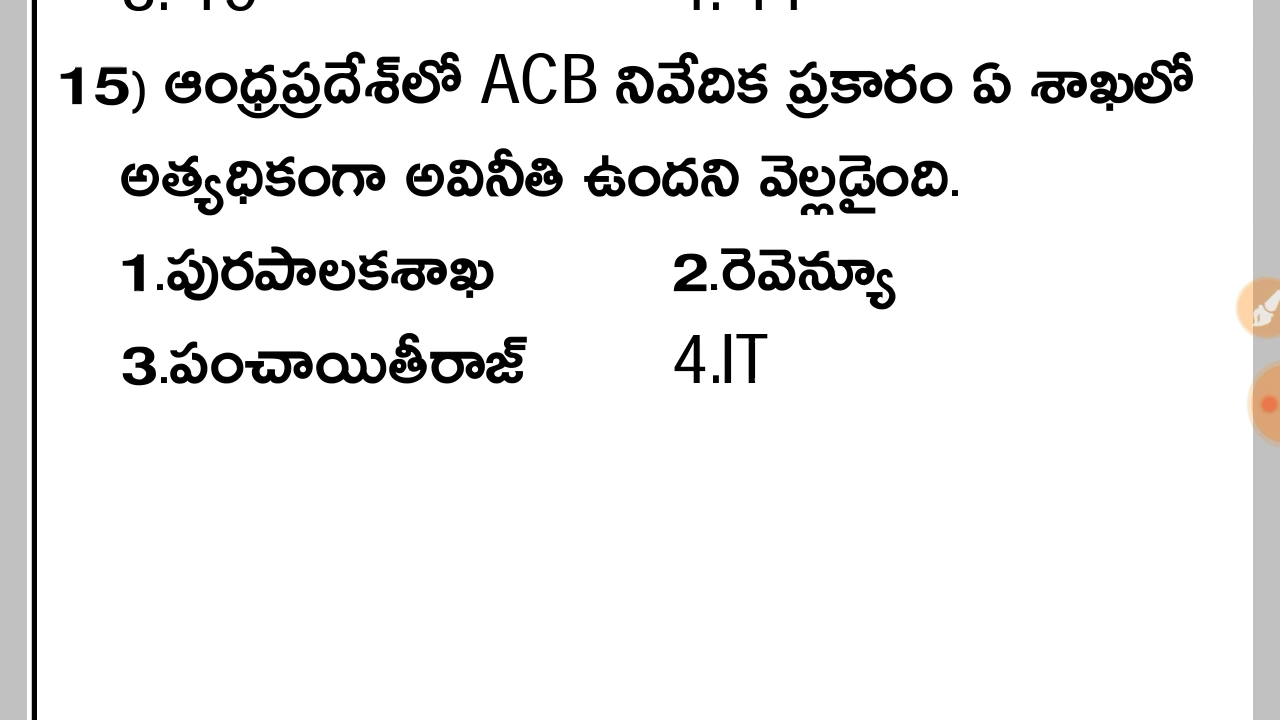 15) ఆంధ్రప్రదేశ్‌లో ACB నివేదిక ప్రకారం ఏ శాఖలో
అత్యధికంగా అవినీతి ఉందని వెల్లడైంది.
1.పురపాలకశాఖ 2.రెవెన్యూ
3.పంచాయితీరాజ్ 4.IT